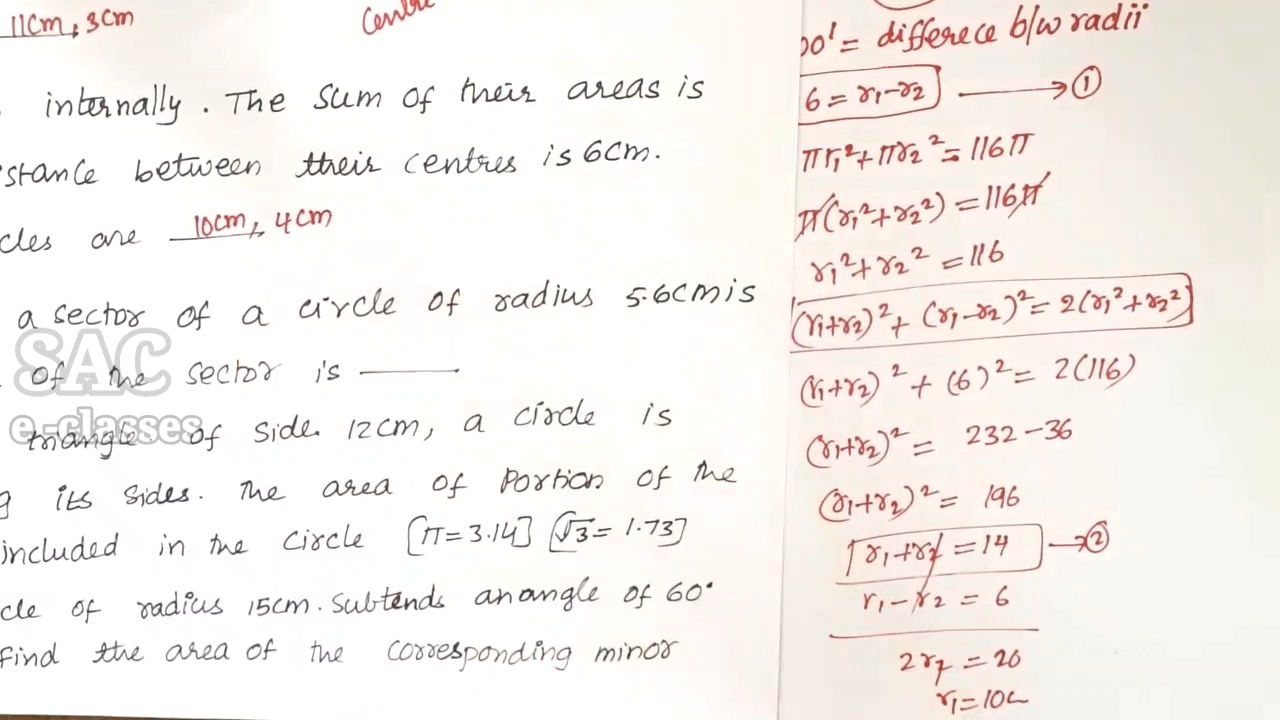 11cm, 3cm
Centre
internally. The sum of their areas is
stance between their centres is 6cm.
cles are 10cm, 4cm
a sector of a circle of radius 5.6cm is
of the sector is ———
triangle of side 12cm, a circle is
g its sides. The area of Portion of the
included in the circle [π=3.14] [√3=1.73]
cle of radius 15cm. Subtends an angle of 60°
find the area of the corresponding minor
SAC
e-classes
00' = differece b/w radii
6 = r₁-r₂ → ①
πr₁²+πr₂² = 116π
π(r₁²+r₂²) = 116π
r₁²+r₂² = 116
(r₁+r₂)²+(r₁-r₂)² = 2(r₁²+r₂²)
(r₁+r₂)²+(6)² = 2(116)
(r₁+r₂)² = 232-36
(r₁+r₂)² = 196
r₁+r₂ = 14 → ②
r₁-r₂ = 6
2r₁ = 20
r₁=10c